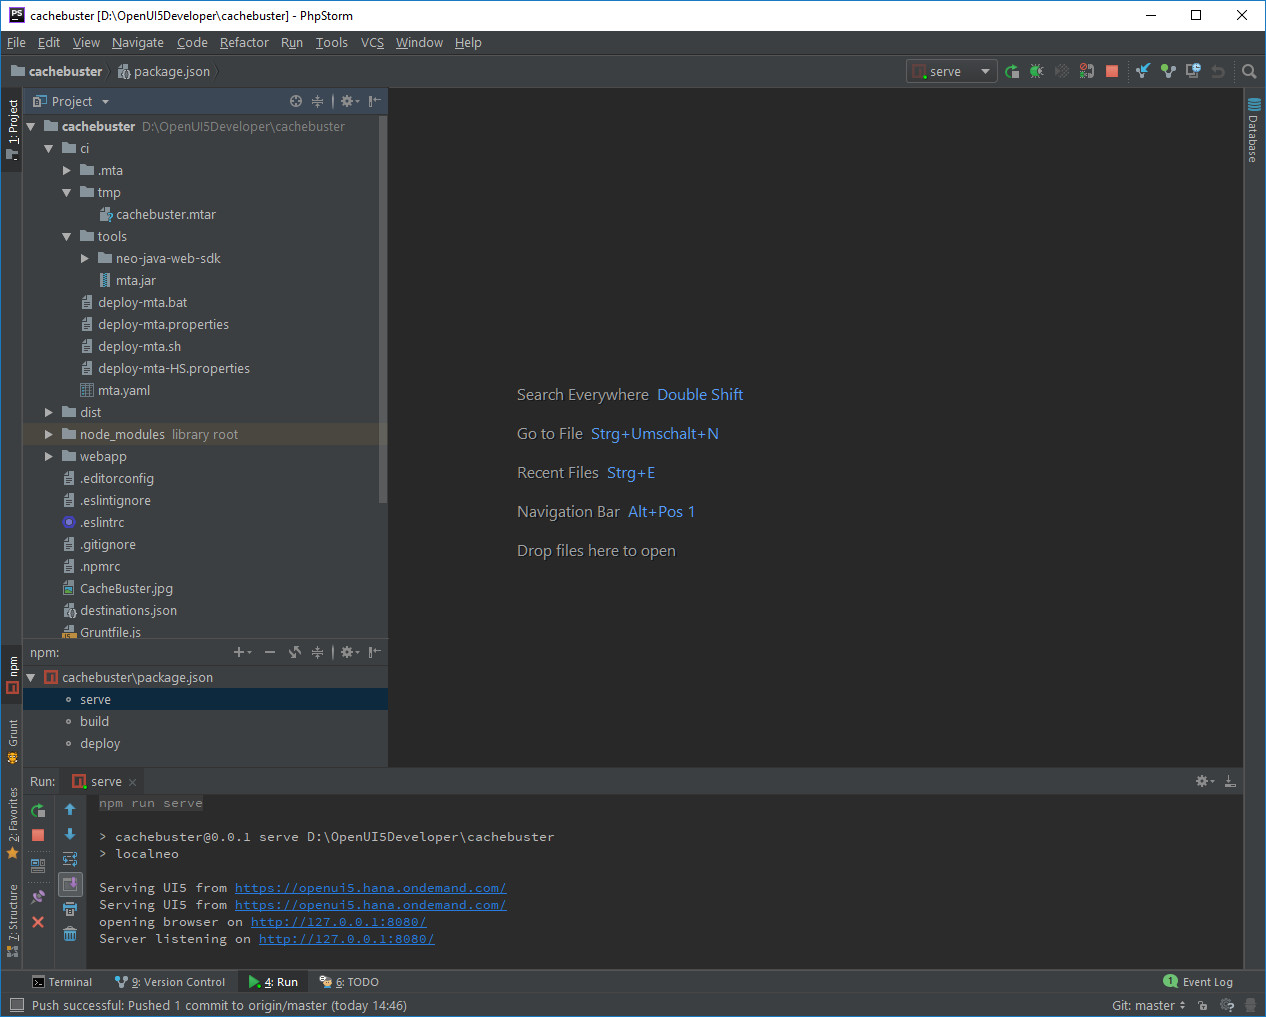 PS cachebuster [D:\OpenUI5Developer\cachebuster] - PhpStorm
File Edit View Navigate Code Refactor Run Tools VCS Window Help
cachebuster package.json serve
1: Project
Project
cachebuster D:\OpenUI5Developer\cachebuster
ci
.mta
tmp
cachebuster.mtar
tools
neo-java-web-sdk
mta.jar
deploy-mta.bat
deploy-mta.properties
deploy-mta.sh
deploy-mta-HS.properties
mta.yaml
dist
node_modules library root
webapp
.editorconfig
.eslintignore
.eslintrc
.gitignore
.npmrc
CacheBuster.jpg
destinations.json
Gruntfile.js
Search Everywhere Double Shift
Go to File Strg+Umschalt+N
Recent Files Strg+E
Navigation Bar Alt+Pos 1
Drop files here to open
Database
npm
npm:
cachebuster\package.json
serve
build
deploy
Grunt
2: Favorites
7: Structure
Run: serve
npm run serve
> cachebuster@0.0.1 serve D:\OpenUI5Developer\cachebuster
> localneo
Serving UI5 from https://openui5.hana.ondemand.com/
Serving UI5 from https://openui5.hana.ondemand.com/
opening browser on http://127.0.0.1:8080/
Server listening on http://127.0.0.1:8080/
Terminal 9: Version Control 4: Run 6: TODO 1 Event Log
Push successful: Pushed 1 commit to origin/master (today 14:46) Git: master